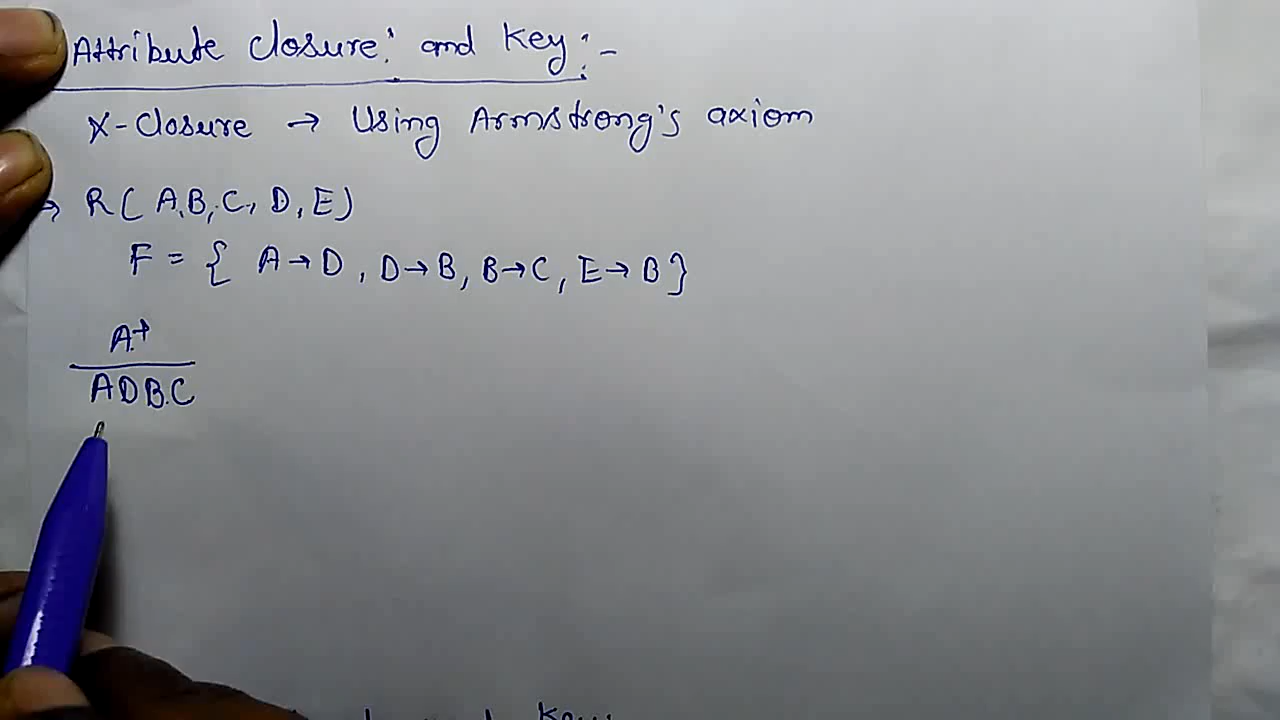 Attribute closure: and Key:-
X-closure → Using Armstrong's axiom
→ R(A,B,C,D,E)
F = { A→D, D→B, B→C, E→B}
A+
ADBC